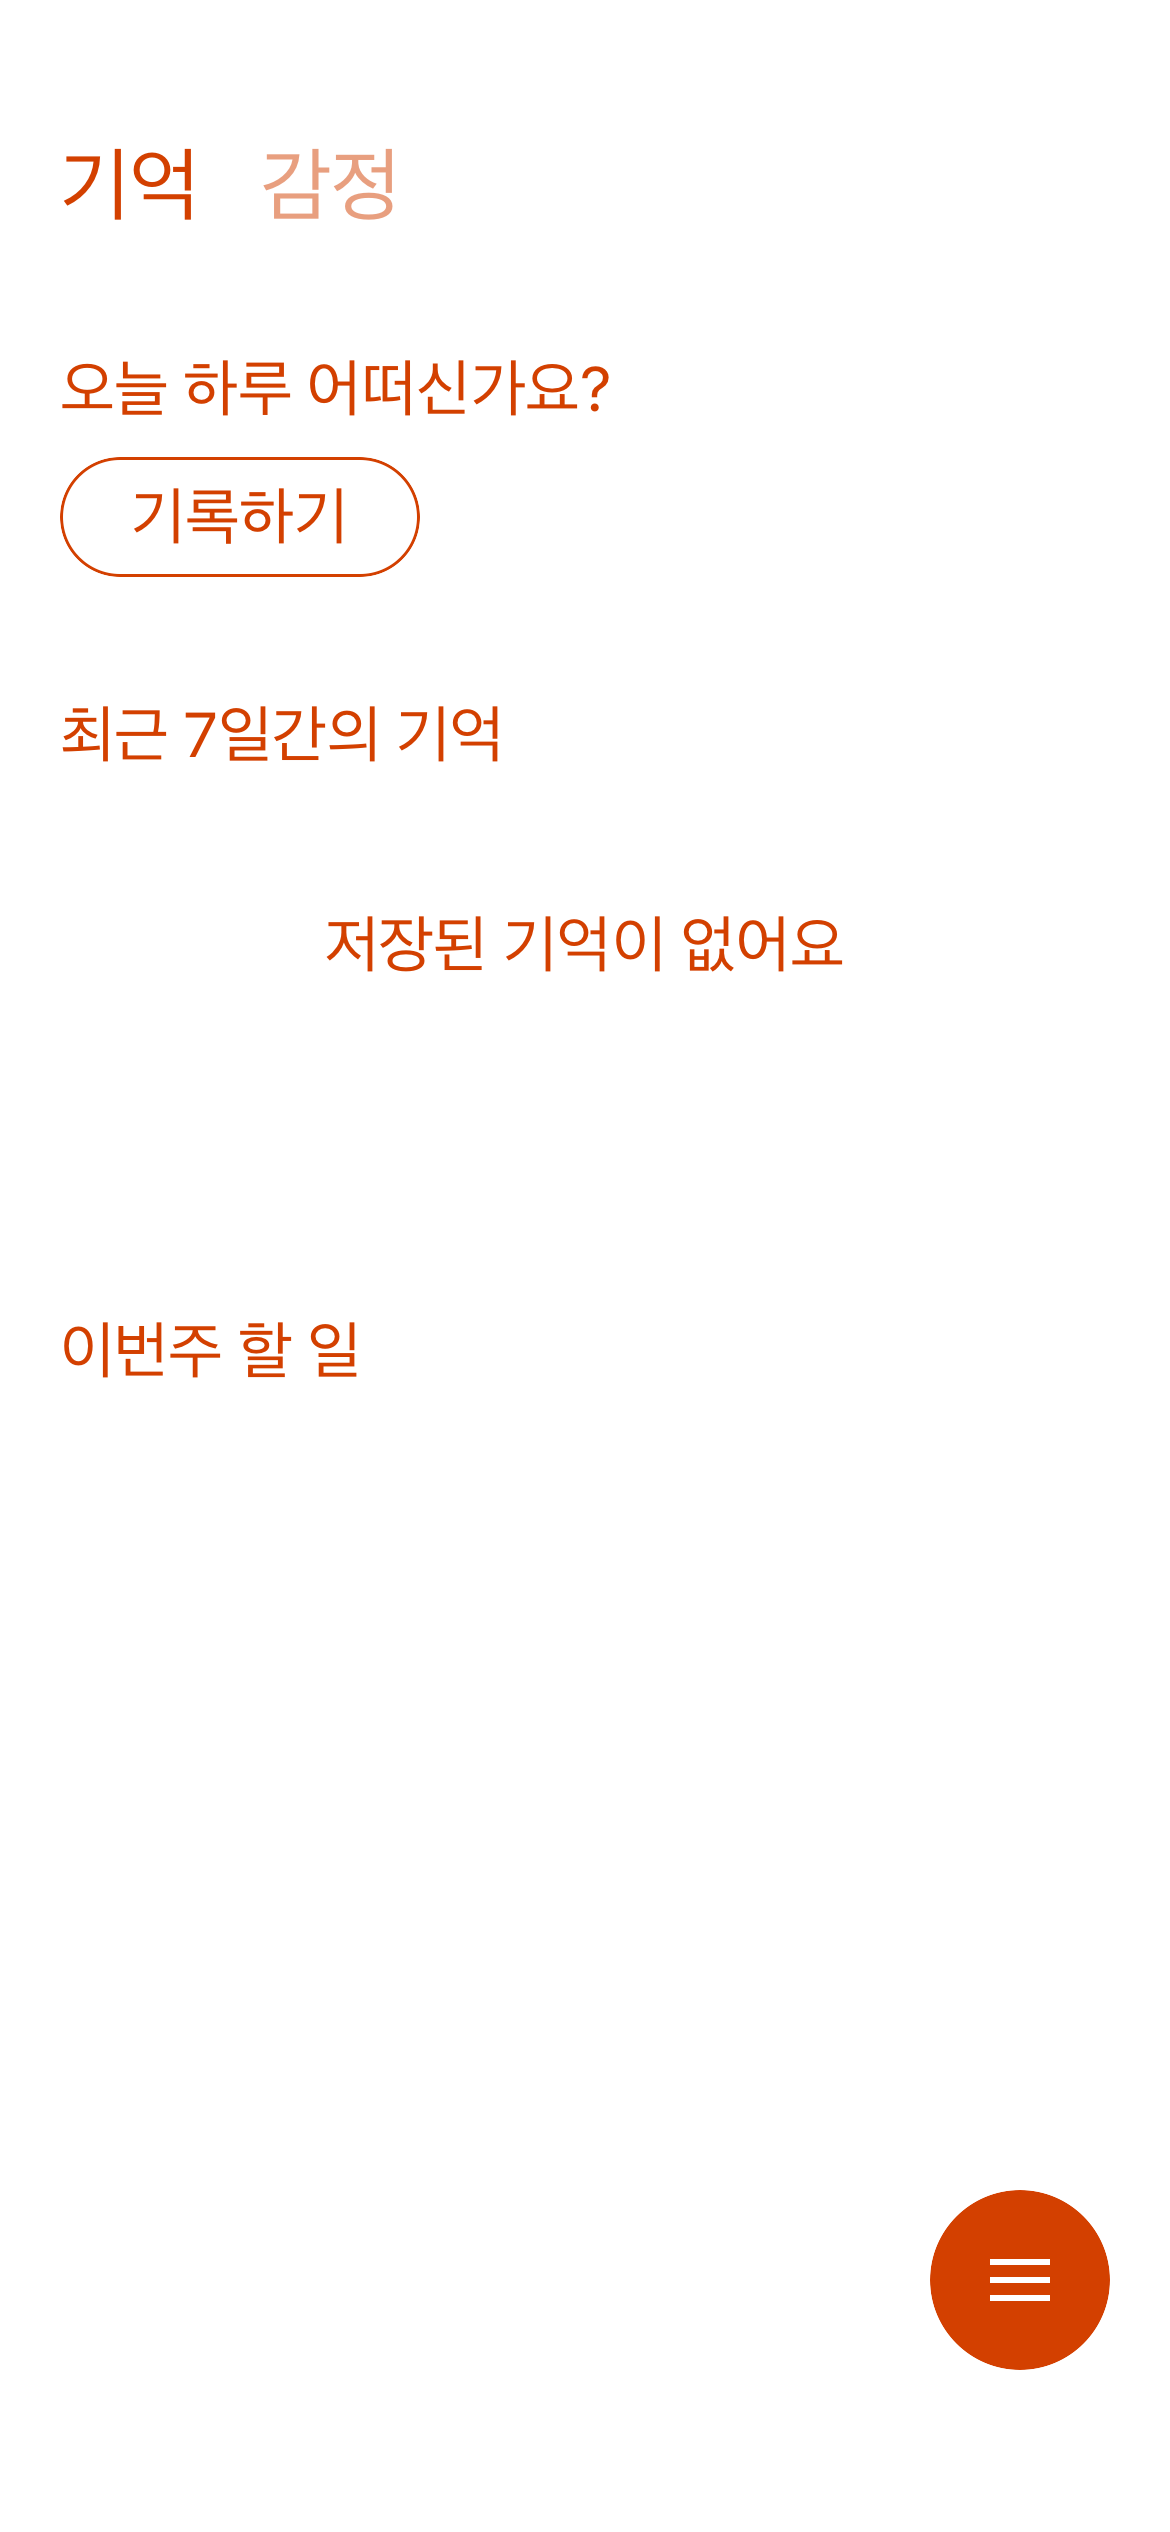 기억 감정
오늘 하루 어떠신가요?
기록하기
최근 7일간의 기억
저장된 기억이 없어요
이번주 할 일